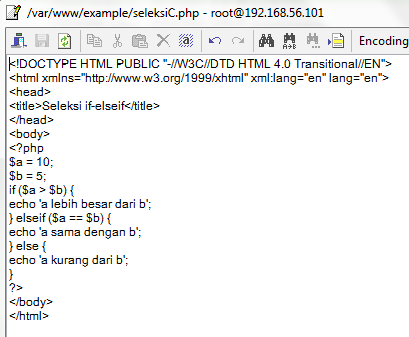 /var/www/example/seleksiC.php - root@192.168.56.101
Encoding
<!DOCTYPE HTML PUBLIC "-//W3C//DTD HTML 4.0 Transitional//EN">
<html xmlns="http://www.w3.org/1999/xhtml" xml:lang="en" lang="en">
<head>
<title>Seleksi if-elseif</title>
</head>
<body>
<?php
$a = 10;
$b = 5;
if ($a > $b) {
echo 'a lebih besar dari b';
} elseif ($a == $b) {
echo 'a sama dengan b';
} else {
echo 'a kurang dari b';
}
?>
</body>
</html>